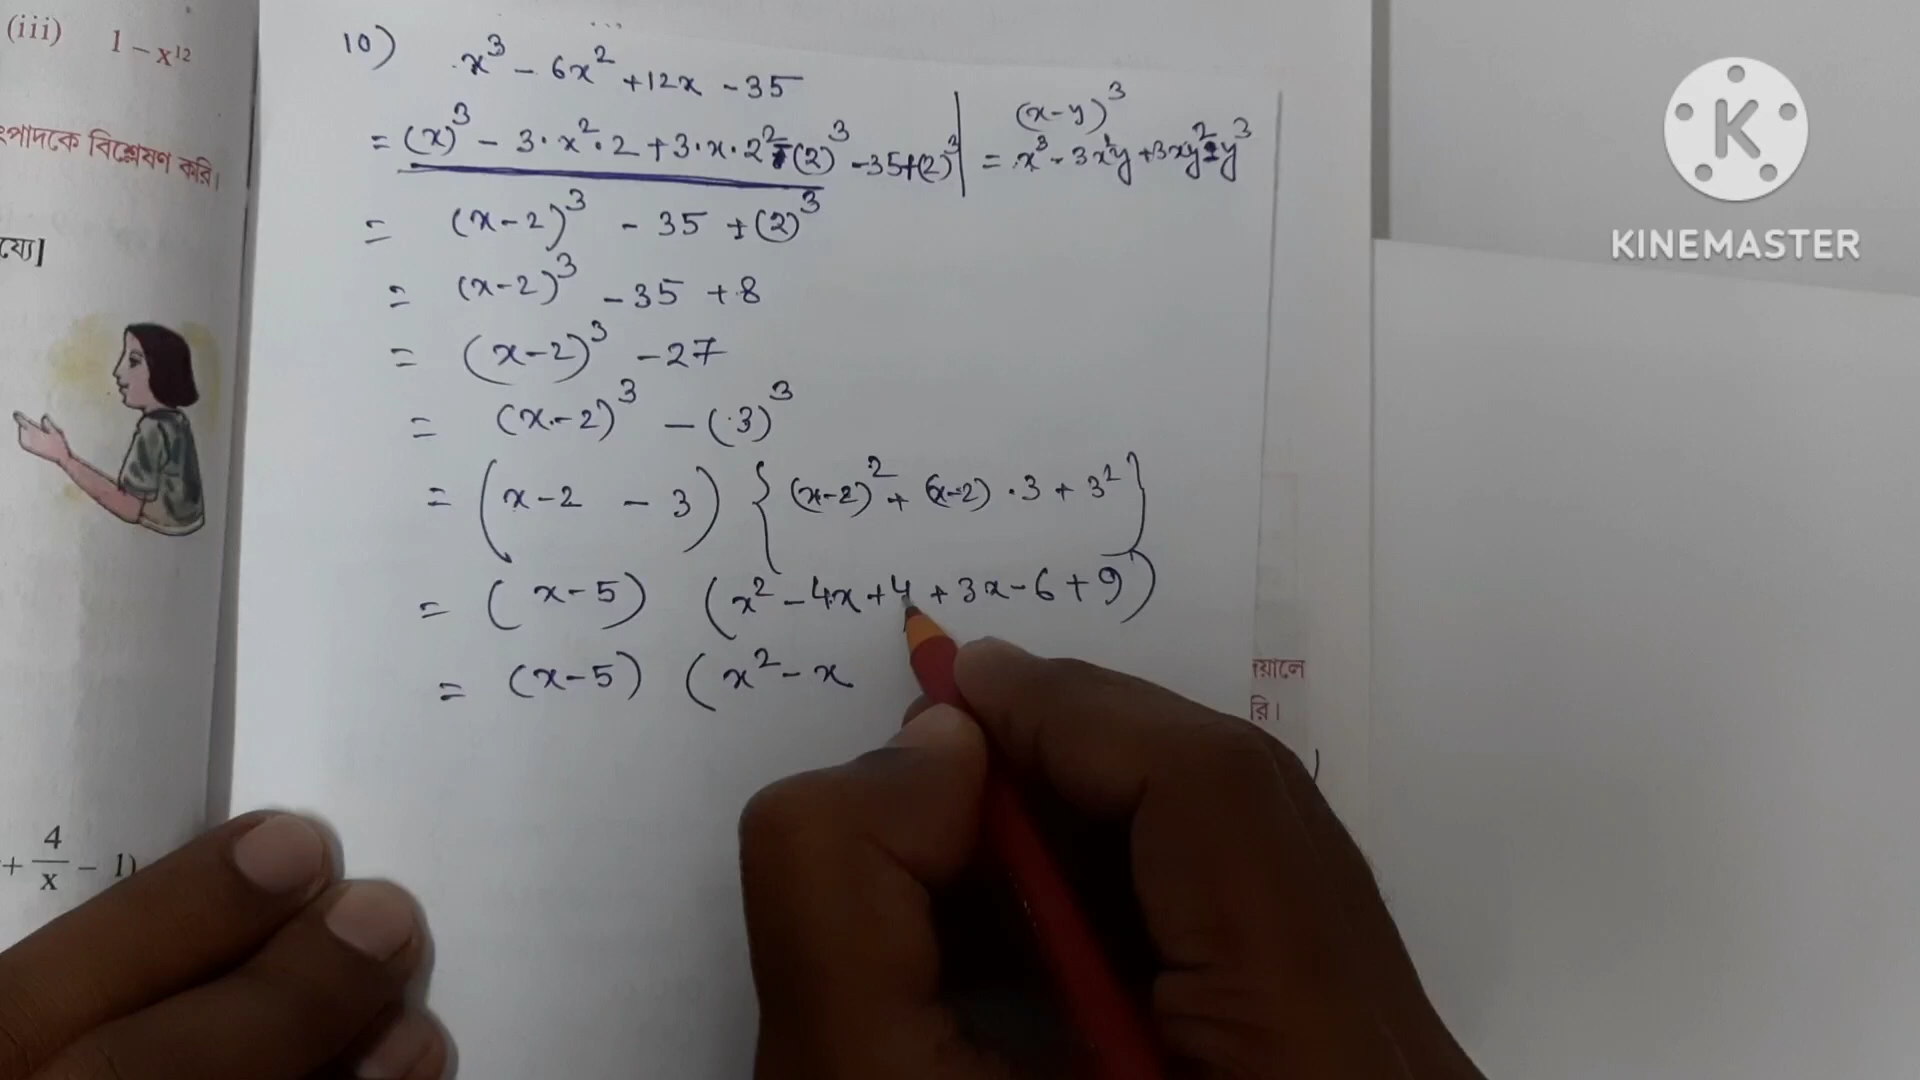 (iii) 1 – x¹²
ংপাদকে বিশ্লেষণ করি।
য্যে]
+ 4/x – 1)
10) x³ – 6x² + 12x – 35
= (x)³ – 3·x²·2 + 3·x·2² – (2)³ – 35 + (2)³
(x–y)³
= x³ – 3x²y + 3xy² – y³
= (x–2)³ – 35 + (2)³
= (x–2)³ – 35 + 8
= (x–2)³ – 27
= (x–2)³ – (3)³
= (x–2 – 3) {(x–2)² + (x–2)·3 + 3²}
= (x–5) (x² – 4x + 4 + 3x – 6 + 9)
= (x–5) (x² – x
রি।
KINEMASTER